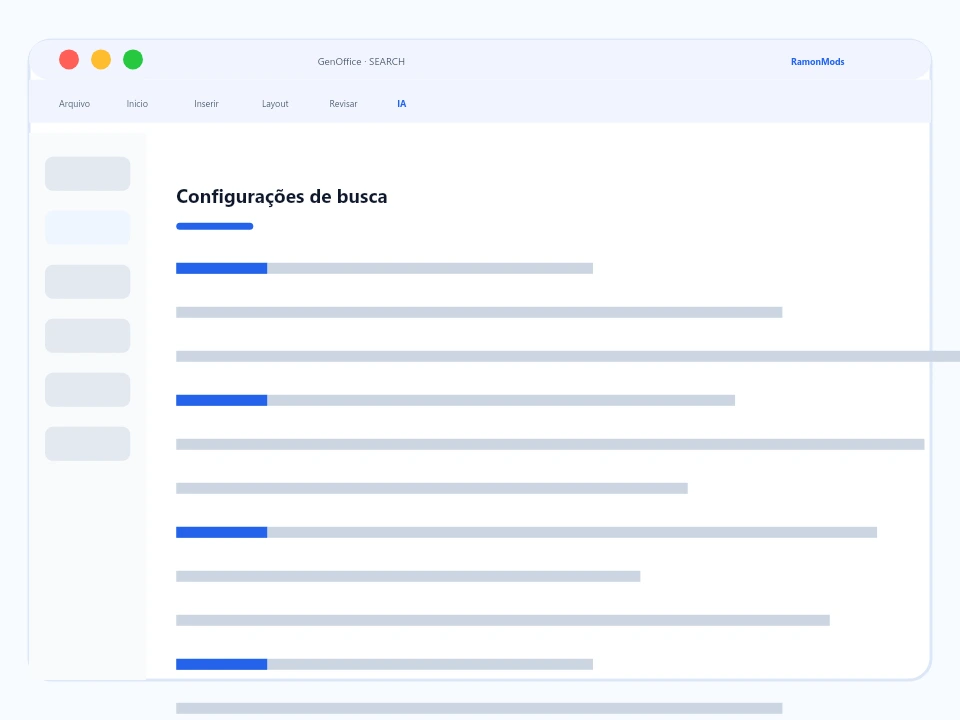 GenOffice · SEARCH
RamonMods
Arquivo Inicio Inserir Layout Revisar IA
Configurações de busca